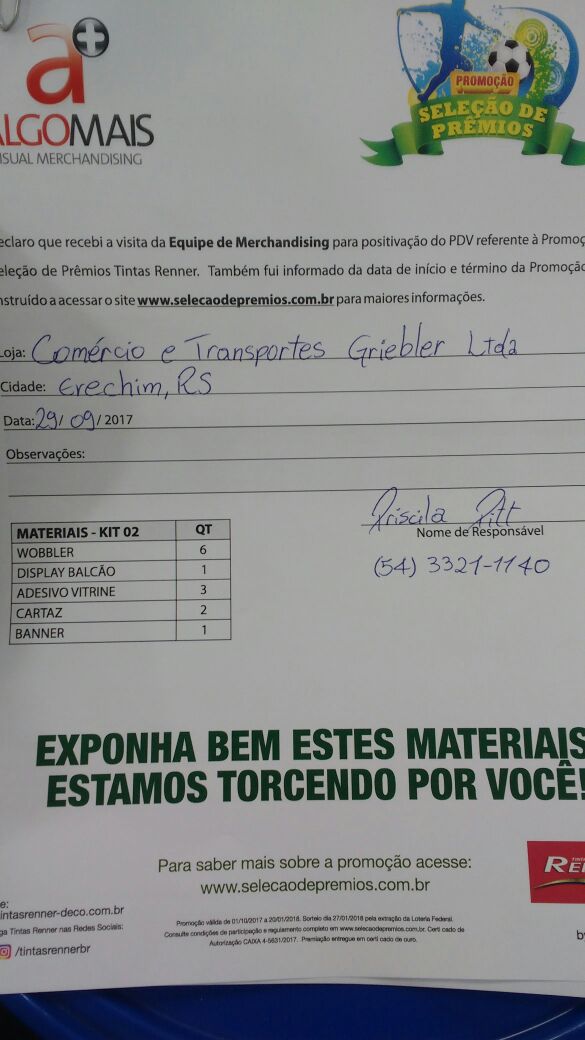 a+
ALGOMAIS
VISUAL MERCHANDISING
PROMOÇÃO
SELEÇÃO DE
PRÊMIOS
eclaro que recebi a visita da Equipe de Merchandising para positivação do PDV referente à Promoç
eleção de Prêmios Tintas Renner. Também fui informado da data de início e término da Promoção
nstruído a acessar o site www.selecaodepremios.com.br para maiores informações.
Loja: Comércio e Transportes Griebler Ltda
Cidade: Erechim, RS
Data: 29/ 09 / 2017
Observações:
Priscila Pitt
Nome de Responsável
(54) 3321-1140
MATERIAIS - KIT 02 QT
WOBBLER 6
DISPLAY BALCÃO 1
ADESIVO VITRINE 3
CARTAZ 2
BANNER 1
EXPONHA BEM ESTES MATERIAIS
ESTAMOS TORCENDO POR VOCÊ!
Para saber mais sobre a promoção acesse:
www.selecaodepremios.com.br
TINTA
RE
e:
intasrenner-deco.com.br
ga Tintas Renner nas Redes Sociais:
/tintasrennerbr
Promoção válida de 01/10/2017 a 20/01/2018. Sorteio dia 27/01/2018 pela extração da Loteria Federal.
Consulte condições de participação e regulamento completo em www.selecaodepremios.com.br. Certi cado de
Autorização CAIXA 4-5631/2017. Premiação entregue em certi cado de ouro.